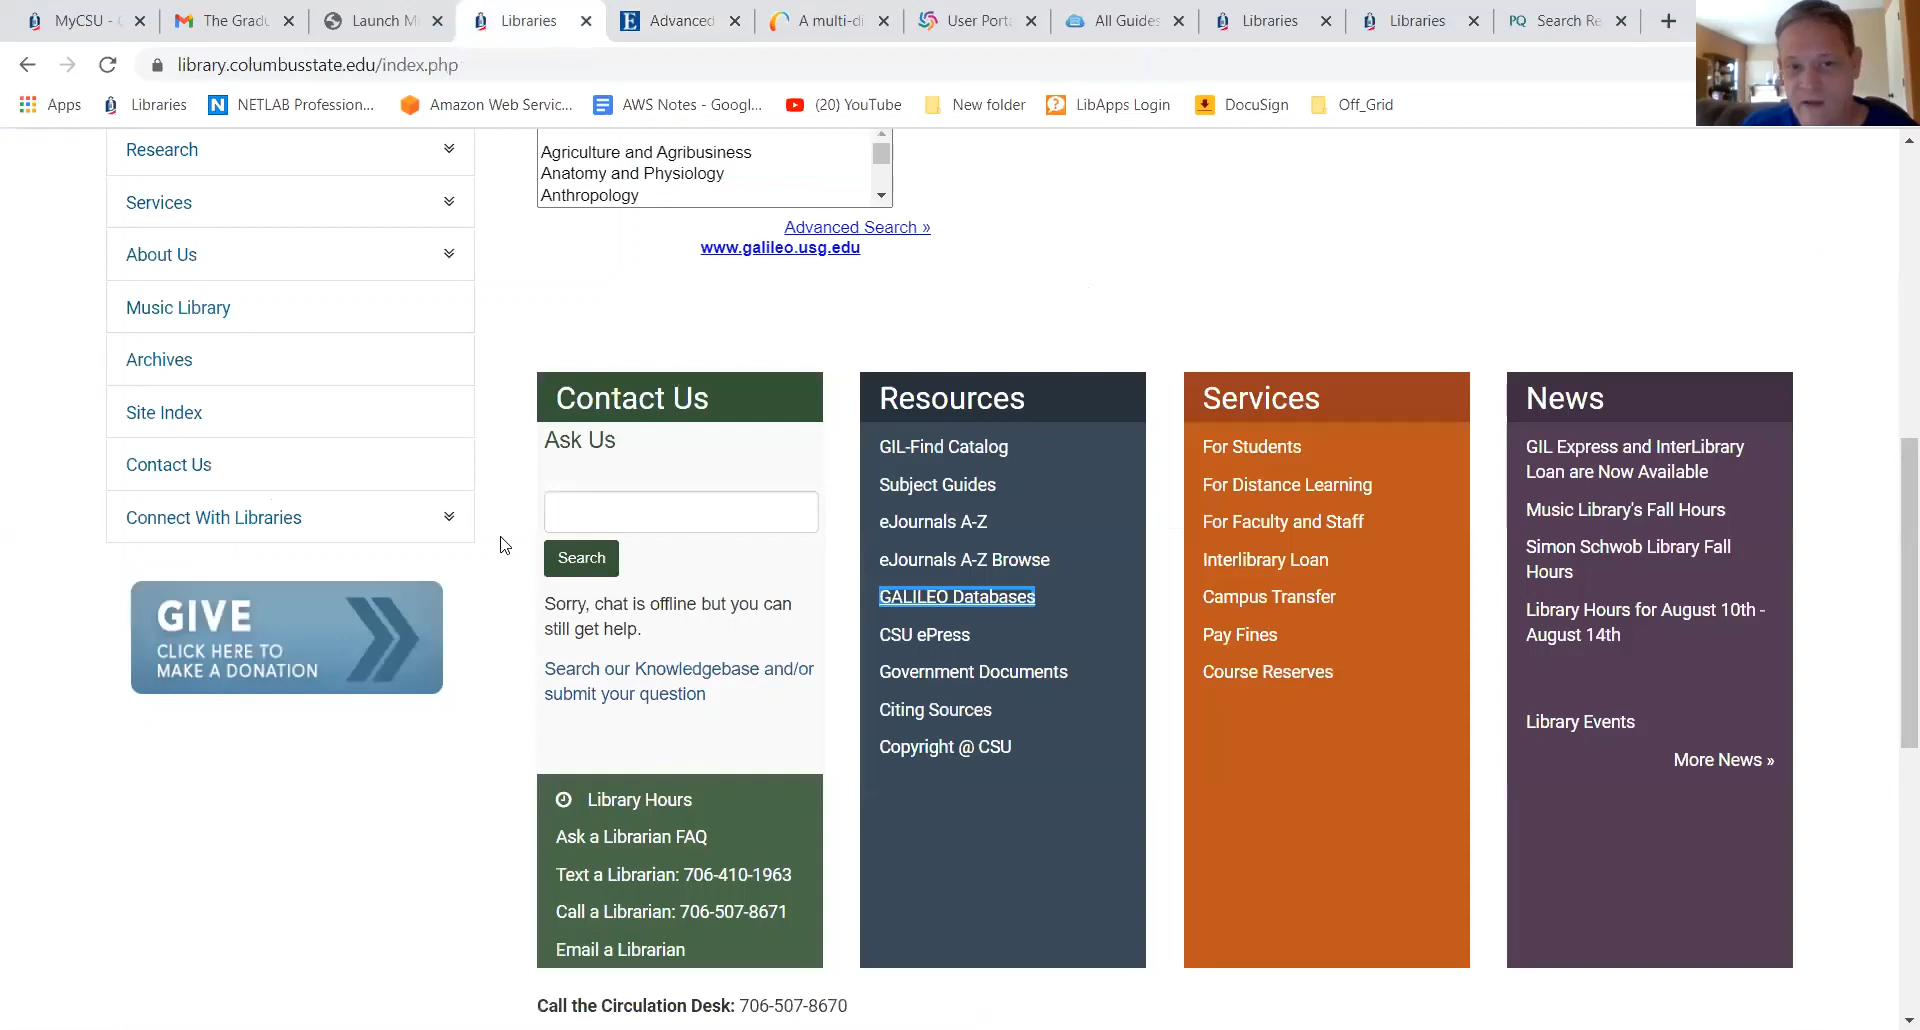 MyCSU - C
The Gradu
Launch M
Libraries
Advanced
A multi-di
User Porta
All Guides
Libraries
Libraries
PQ Search Re
library.columbusstate.edu/index.php
Apps
Libraries
N NETLAB Profession...
Amazon Web Servic...
AWS Notes - Googl...
(20) YouTube
New folder
LibApps Login
DocuSign
Off_Grid
Research
Services
About Us
Music Library
Archives
Site Index
Contact Us
Connect With Libraries
GIVE
CLICK HERE TO
MAKE A DONATION
Agriculture and Agribusiness
Anatomy and Physiology
Anthropology
Advanced Search »
www.galileo.usg.edu
Contact Us
Ask Us
Search
Sorry, chat is offline but you can
still get help.
Search our Knowledgebase and/or
submit your question
Library Hours
Ask a Librarian FAQ
Text a Librarian: 706-410-1963
Call a Librarian: 706-507-8671
Email a Librarian
Resources
GIL-Find Catalog
Subject Guides
eJournals A-Z
eJournals A-Z Browse
GALILEO Databases
CSU ePress
Government Documents
Citing Sources
Copyright @ CSU
Services
For Students
For Distance Learning
For Faculty and Staff
Interlibrary Loan
Campus Transfer
Pay Fines
Course Reserves
News
GIL Express and InterLibrary
Loan are Now Available
Music Library's Fall Hours
Simon Schwob Library Fall
Hours
Library Hours for August 10th -
August 14th
Library Events
More News »
Call the Circulation Desk: 706-507-8670